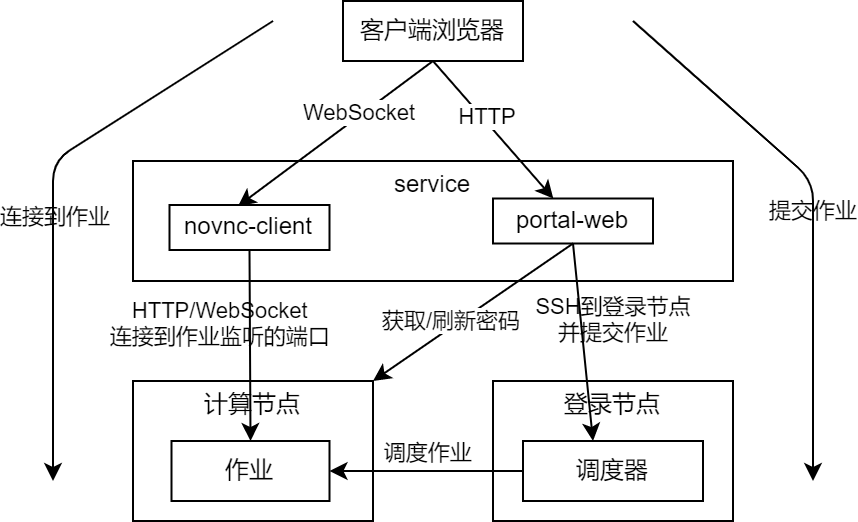 客户端浏览器
WebSocket
HTTP
service
连接到作业
novnc-client
portal-web
提交作业
HTTP/WebSocket
连接到作业监听的端口
获取/刷新密码
SSH到登录节点
并提交作业
计算节点
登录节点
作业
调度作业
调度器